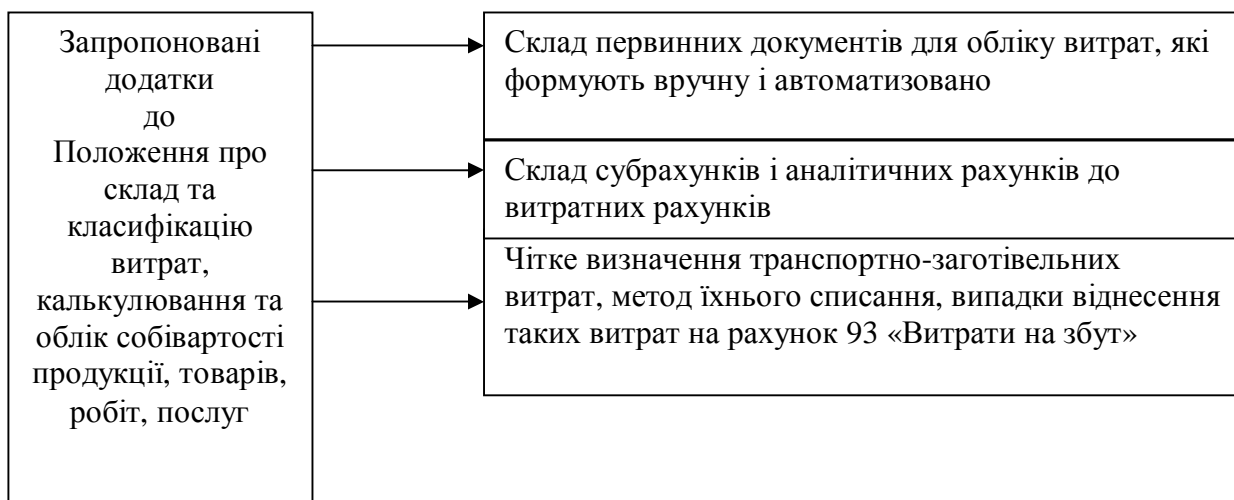 Запропоновані
додатки
до
Положення про
склад та
класифікацію
витрат,
калькулювання та
облік собівартості
продукції, товарів,
робіт, послуг
Склад первинних документів для обліку витрат, які
формують вручну і автоматизовано
Склад субрахунків і аналітичних рахунків до
витратних рахунків
Чітке визначення транспортно-заготівельних
витрат, метод їхнього списання, випадки віднесення
таких витрат на рахунок 93 «Витрати на збут»